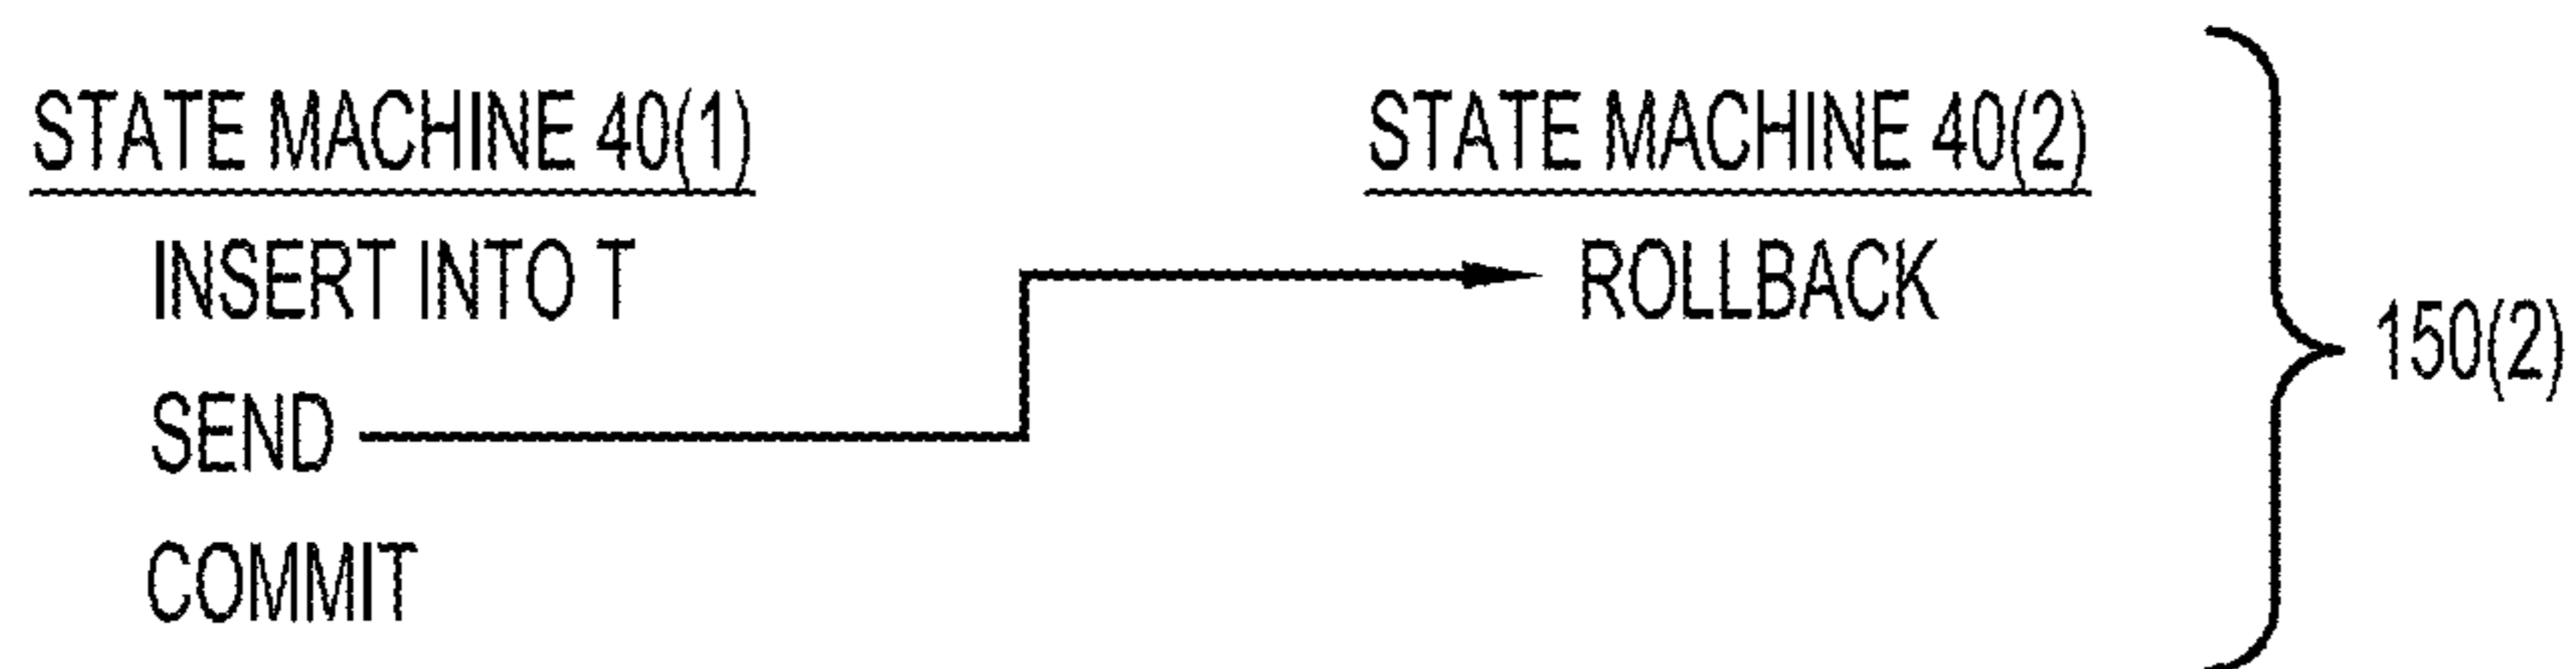 STATE MACHINE 40(1)
INSERT INTO T
SEND
COMMIT
STATE MACHINE 40(2)
ROLLBACK
150(2)